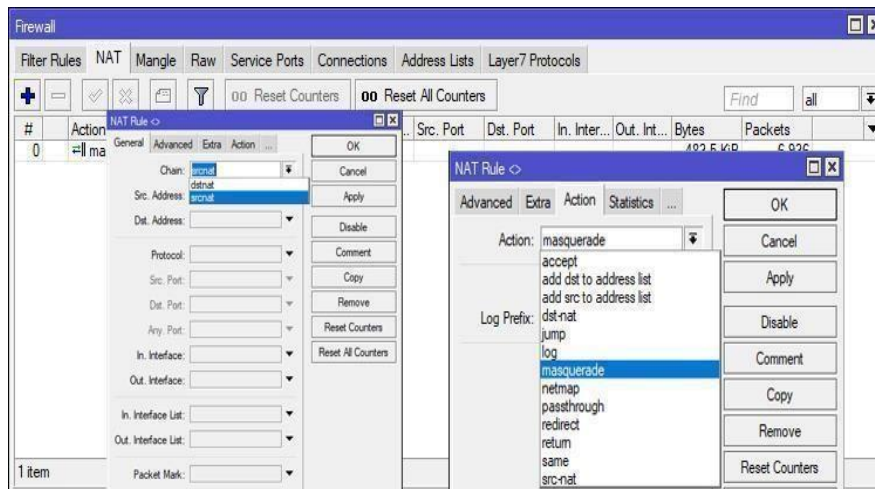 Firewall
Filter Rules NAT Mangle Raw Service Ports Connections Address Lists Layer7 Protocols
00 Reset Counters 00 Reset All Counters Find all
# Action Src. Port Dst. Port In. Inter... Out. Int... Bytes Packets
0 ma 482.5 KiB 6 936
NAT Rule <>
General Advanced Extra Action ...
Chain: srcnat
dstnat
srcnat
Src. Address:
Dst. Address:
Protocol:
Src. Port:
Dst. Port:
Any. Port:
In. Interface:
Out. Interface:
In. Interface List:
Out. Interface List:
Packet Mark:
OK
Cancel
Apply
Disable
Comment
Copy
Remove
Reset Counters
Reset All Counters
NAT Rule <>
Advanced Extra Action Statistics ...
Action: masquerade
accept
add dst to address list
add src to address list
dst-nat
jump
log
masquerade
netmap
passthrough
redirect
return
same
src-nat
Log Prefix:
OK
Cancel
Apply
Disable
Comment
Copy
Remove
Reset Counters
1 item